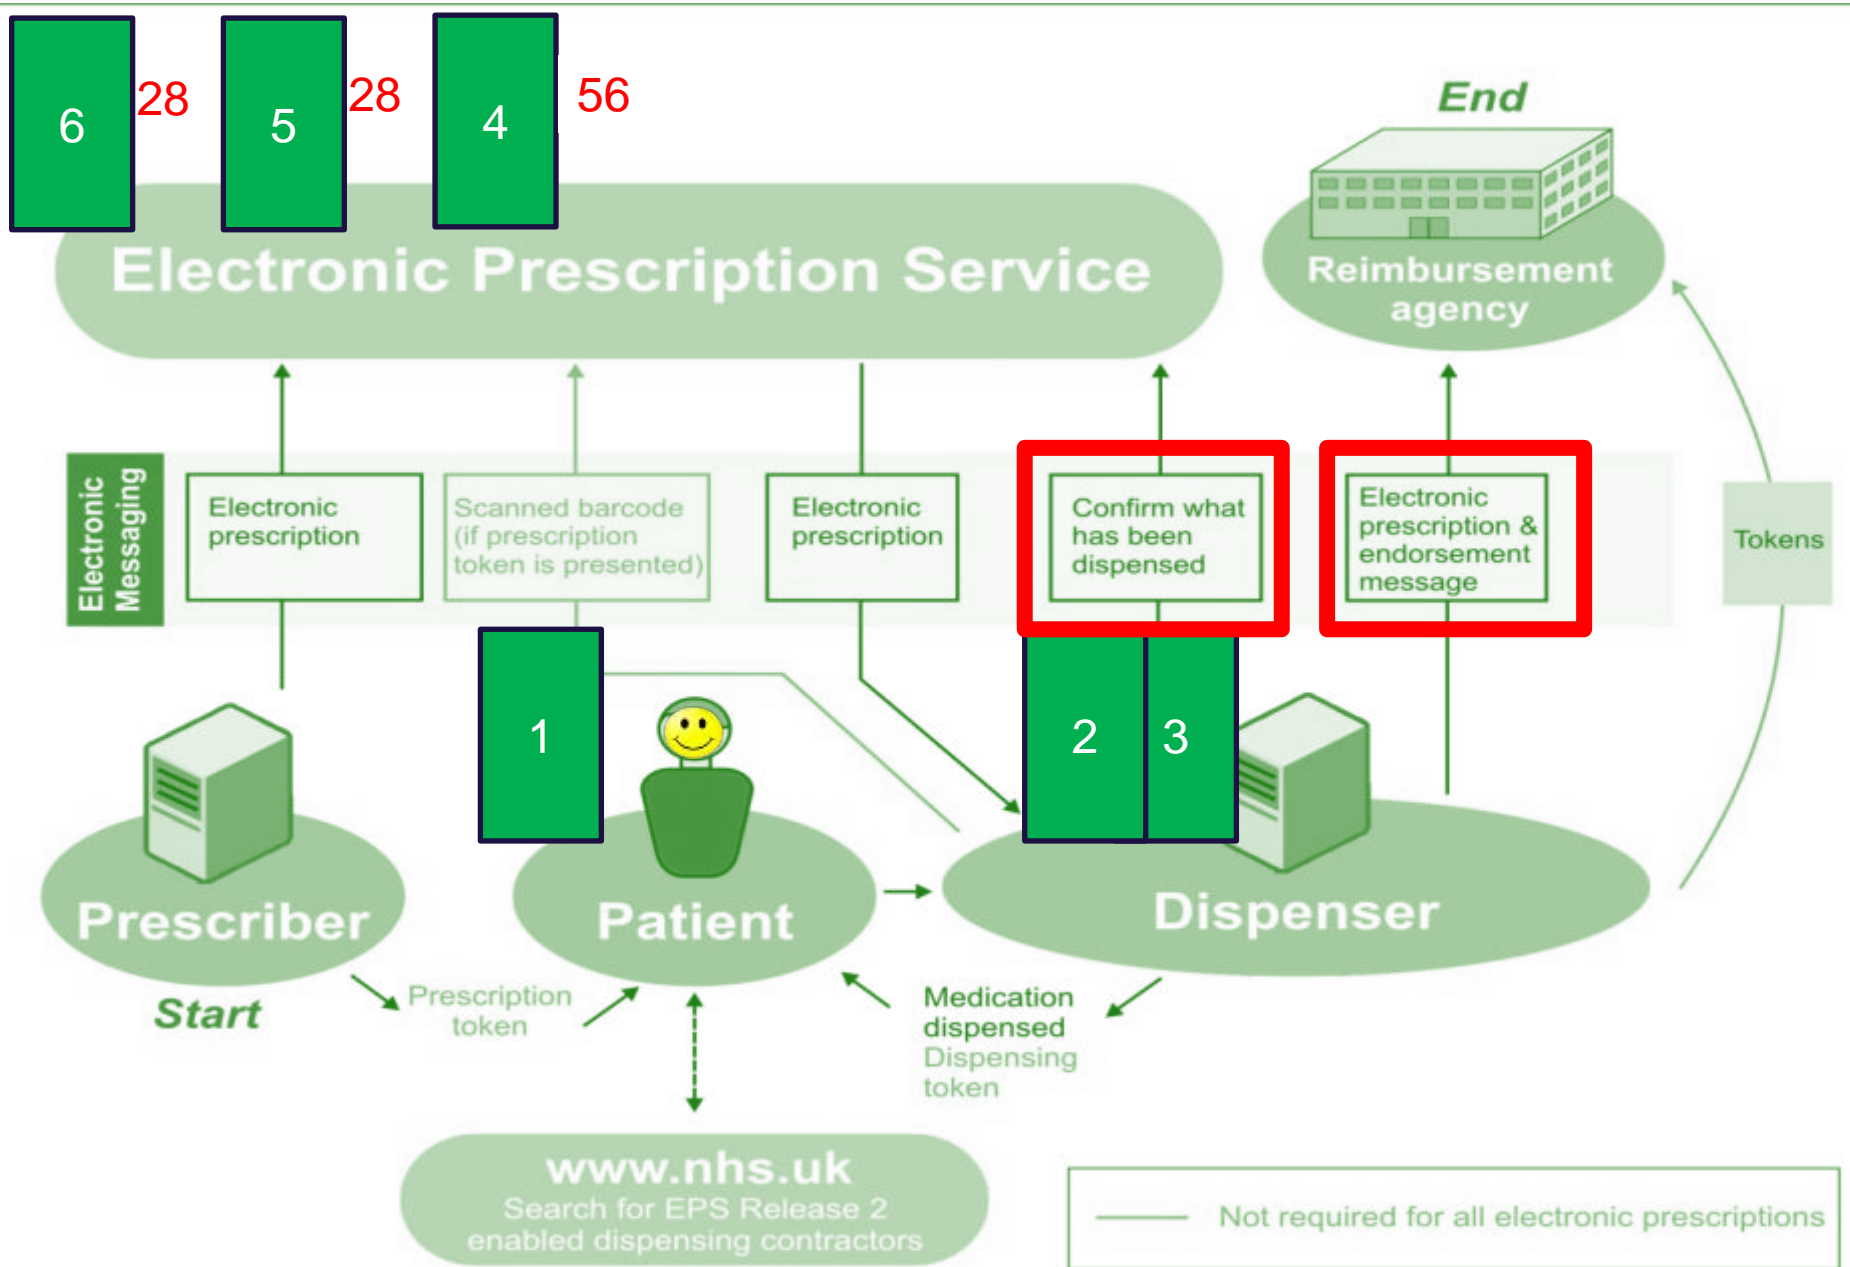 6
28
5
28
4
56
End
Electronic Prescription Service
Reimbursement
agency
Electronic
Messaging
Electronic
prescription
Scanned barcode
(if prescription
token is presented)
Electronic
prescription
Confirm what
has been
dispensed
Electronic
prescription &
endorsement
message
Tokens
1
2
3
Prescriber
Patient
Dispenser
Start
Prescription
token
Medication
dispensed
Dispensing
token
www.nhs.uk
Search for EPS Release 2
enabled dispensing contractors
Not required for all electronic prescriptions